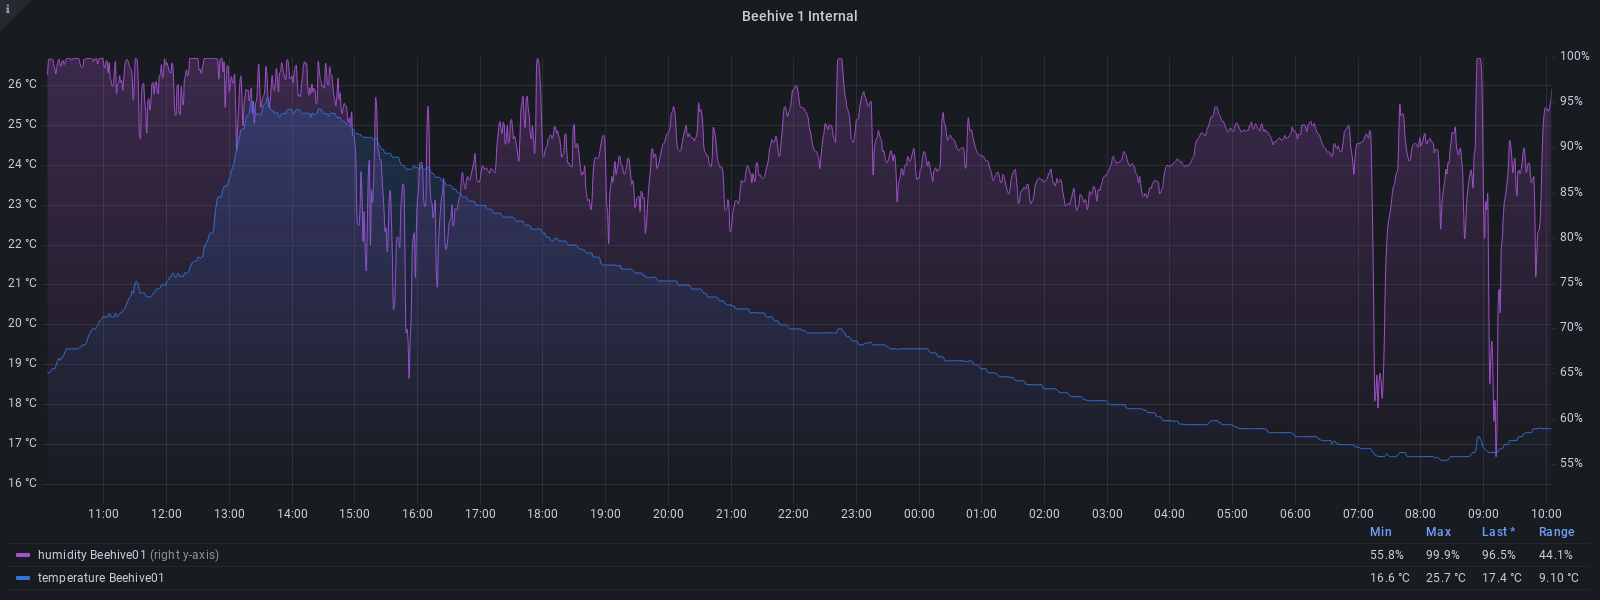 i
Beehive 1 Internal
26 °C
25 °C
24 °C
23 °C
22 °C
21 °C
20 °C
19 °C
18 °C
17 °C
16 °C
100%
95%
90%
85%
80%
75%
70%
65%
60%
55%
11:00 12:00 13:00 14:00 15:00 16:00 17:00 18:00 19:00 20:00 21:00 22:00 23:00 00:00 01:00 02:00 03:00 04:00 05:00 06:00 07:00 08:00 09:00 10:00
Min Max Last * Range
humidity Beehive01 (right y-axis) 55.8% 99.9% 96.5% 44.1%
temperature Beehive01 16.6 °C 25.7 °C 17.4 °C 9.10 °C